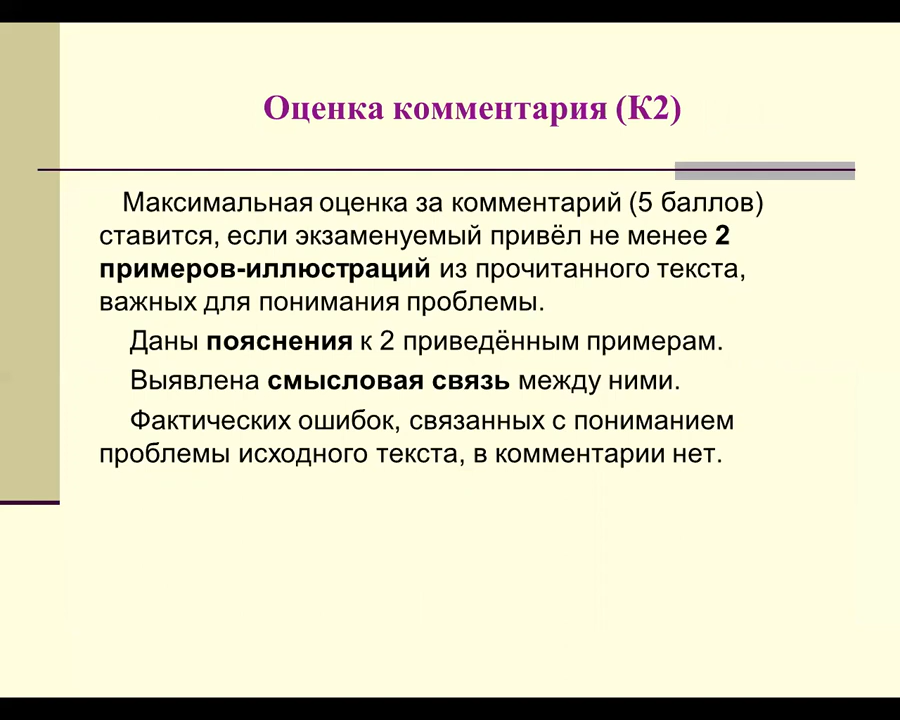 Оценка комментария (К2)
Максимальная оценка за комментарий (5 баллов)
ставится, если экзаменуемый привёл не менее 2
примеров-иллюстраций из прочитанного текста,
важных для понимания проблемы.
Даны пояснения к 2 приведённым примерам.
Выявлена смысловая связь между ними.
Фактических ошибок, связанных с пониманием
проблемы исходного текста, в комментарии нет.